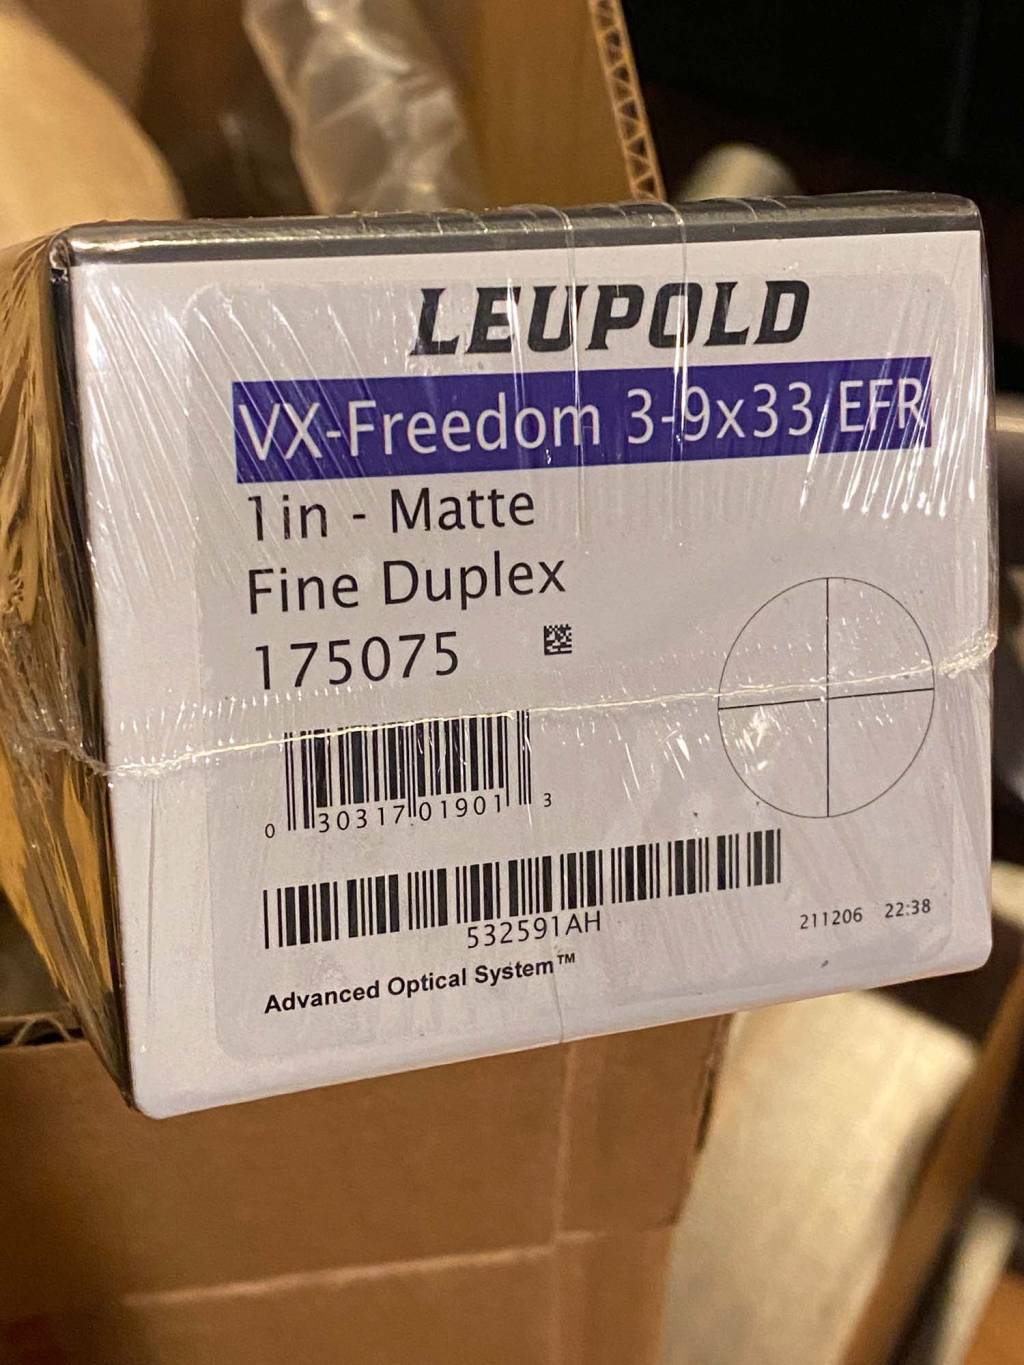 LEUPOLD
VX-Freedom 3-9x33 EFR
1in - Matte
Fine Duplex
175075
0 30317 01901 3
532591AH
211206 22:38
Advanced Optical System™